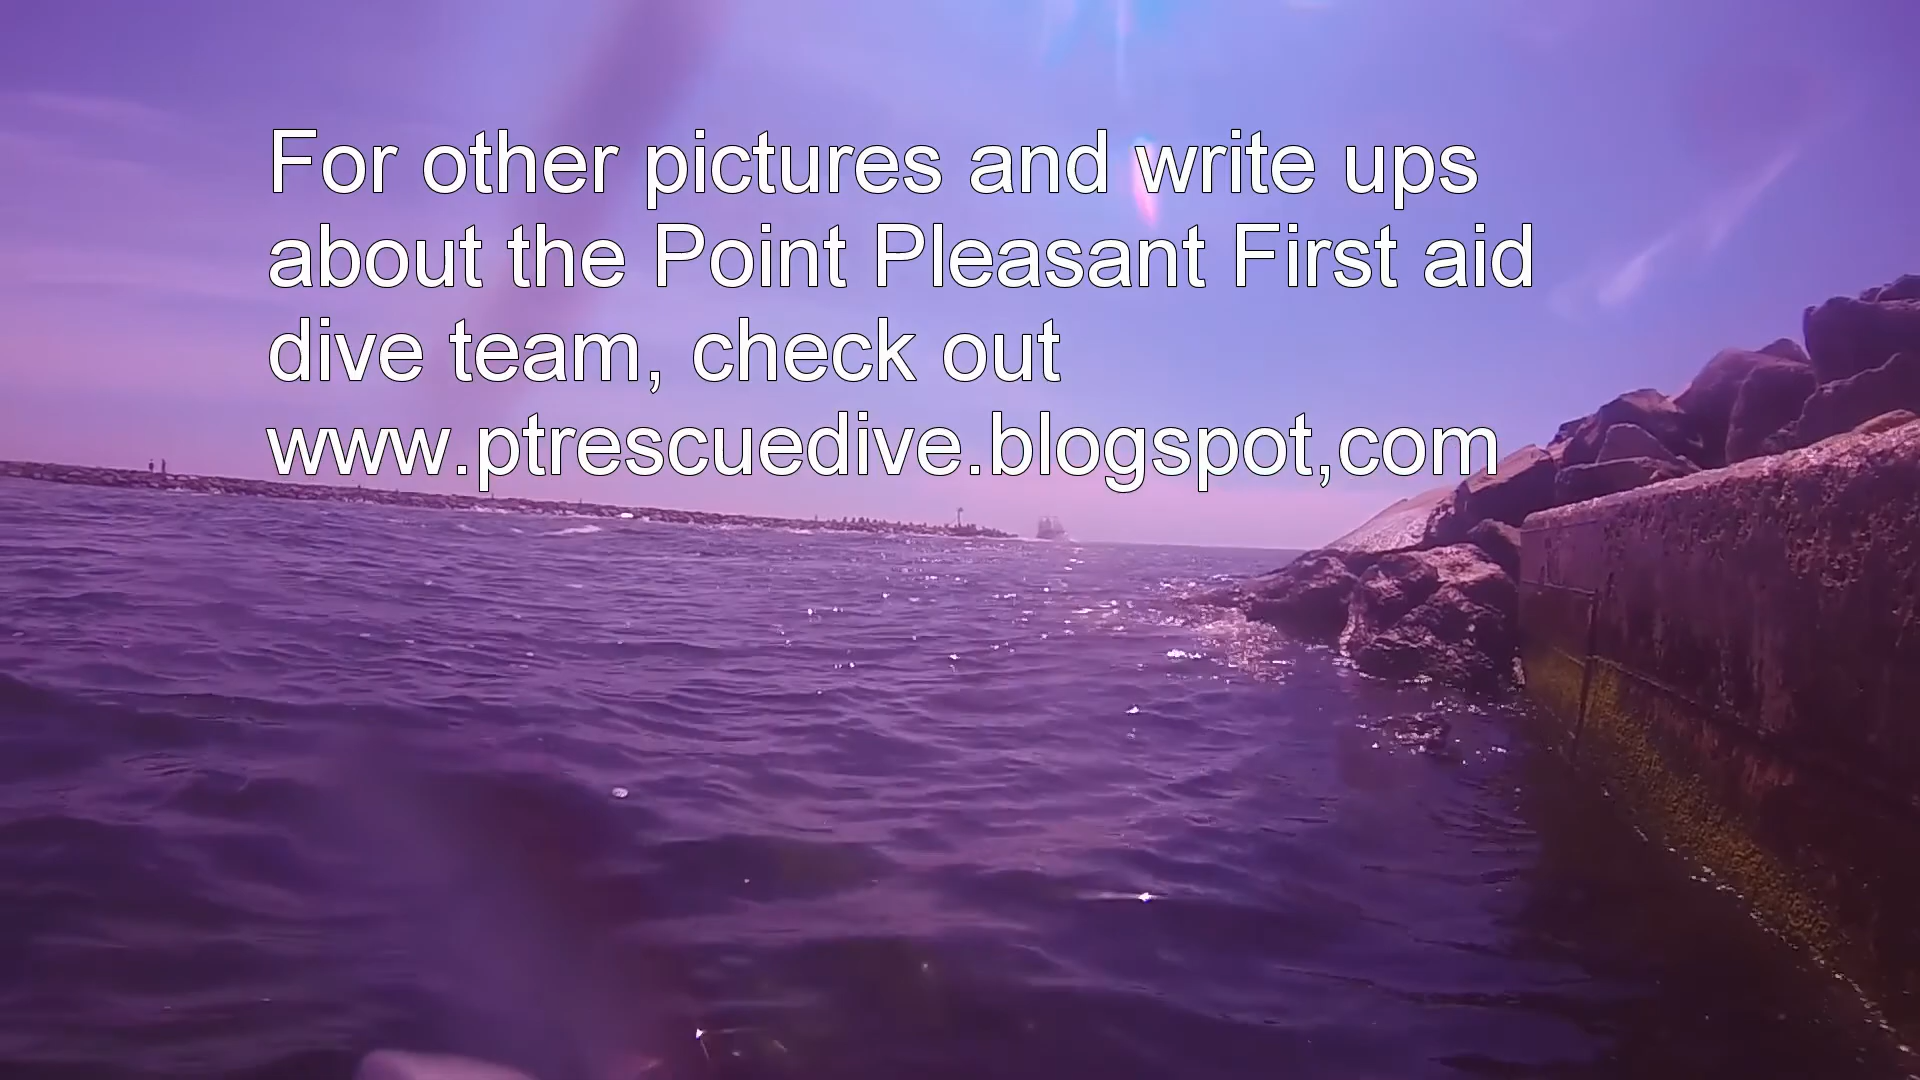 For other pictures and write ups
about the Point Pleasant First aid
dive team, check out
www.ptrescuedive.blogspot,com